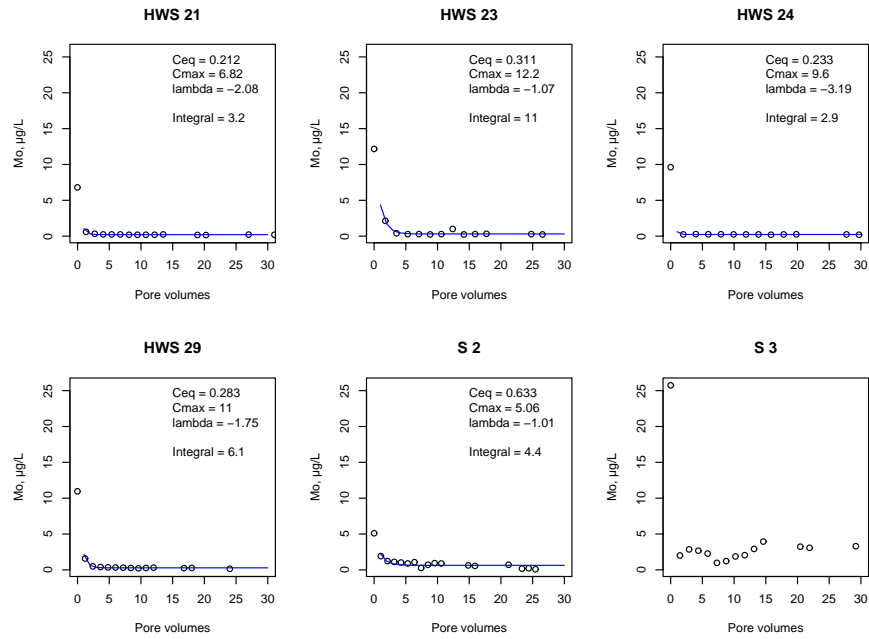 HWS 21
Ceq = 0.212
Cmax = 6.82
lambda = −2.08
Integral = 3.2
Mo, µg/L
0 5 10 15 20 25
0 5 10 15 20 25 30
Pore volumes
HWS 23
Ceq = 0.311
Cmax = 12.2
lambda = −1.07
Integral = 11
Mo, µg/L
0 5 10 15 20 25
0 5 10 15 20 25 30
Pore volumes
HWS 24
Ceq = 0.233
Cmax = 9.6
lambda = −3.19
Integral = 2.9
Mo, µg/L
0 5 10 15 20 25
0 5 10 15 20 25 30
Pore volumes
HWS 29
Ceq = 0.283
Cmax = 11
lambda = −1.75
Integral = 6.1
Mo, µg/L
0 5 10 15 20 25
0 5 10 15 20 25 30
Pore volumes
S 2
Ceq = 0.633
Cmax = 5.06
lambda = −1.01
Integral = 4.4
Mo, µg/L
0 5 10 15 20 25
0 5 10 15 20 25 30
Pore volumes
S 3
Mo, µg/L
0 5 10 15 20 25
0 5 10 15 20 25 30
Pore volumes